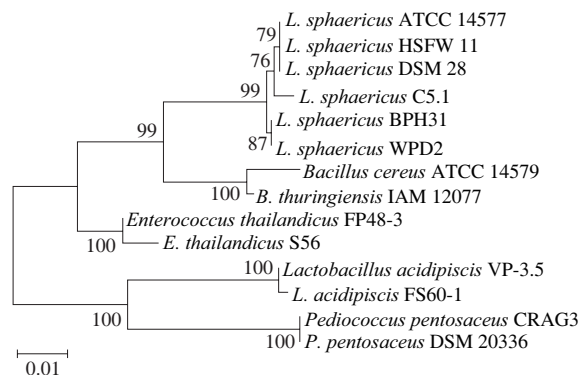 L. sphaericus ATCC 14577
79
L. sphaericus HSFW 11
76
L. sphaericus DSM 28
99
L. sphaericus C5.1
L. sphaericus BPH31
99
87
L. sphaericus WPD2
Bacillus cereus ATCC 14579
100
B. thuringiensis IAM 12077
Enterococcus thailandicus FP48-3
100
E. thailandicus S56
100
Lactobacillus acidipiscis VP-3.5
L. acidipiscis FS60-1
100
Pediococcus pentosaceus CRAG3
100
P. pentosaceus DSM 20336
0.01